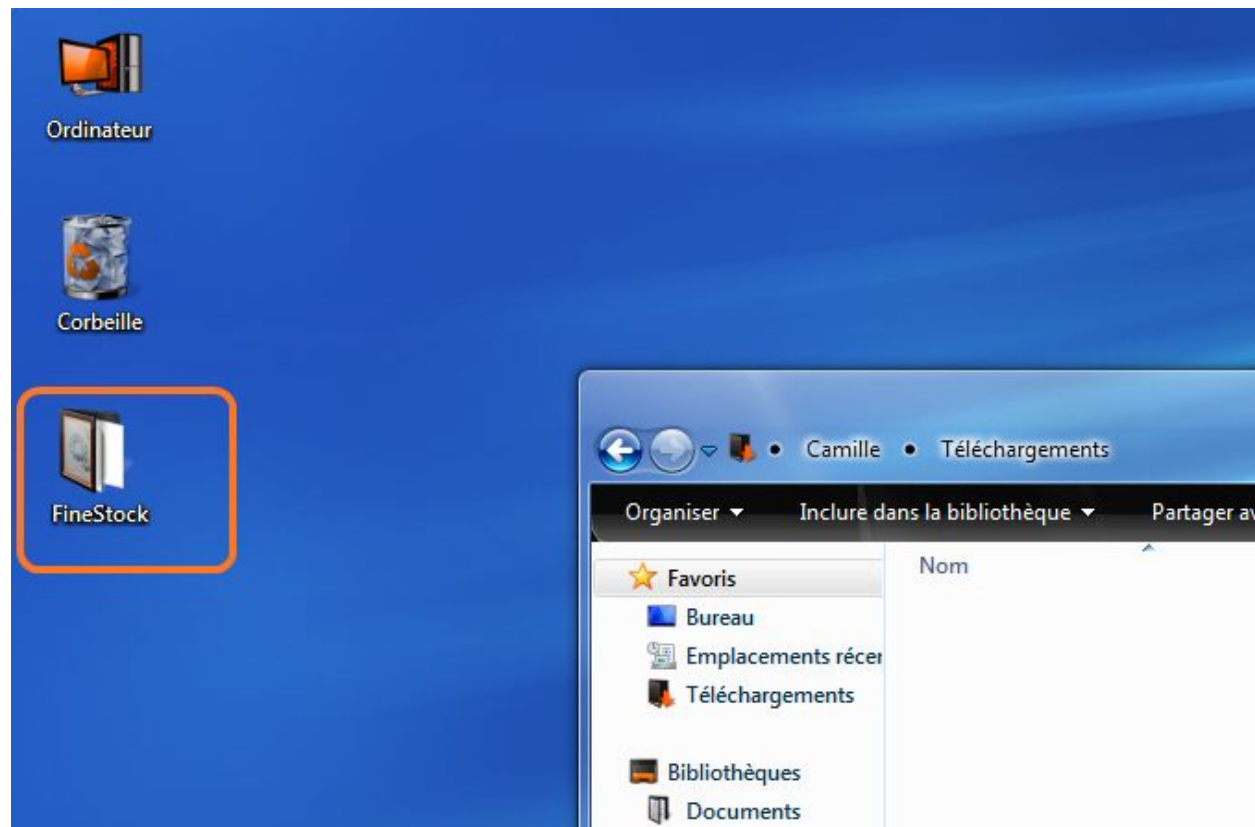 Ordinateur
Corbeille
FineStock
Camille • Téléchargements
Organiser Inclure dans la bibliothèque Partager av
Nom
Favoris
Bureau
Emplacements récen
Téléchargements
Bibliothèques
Documents